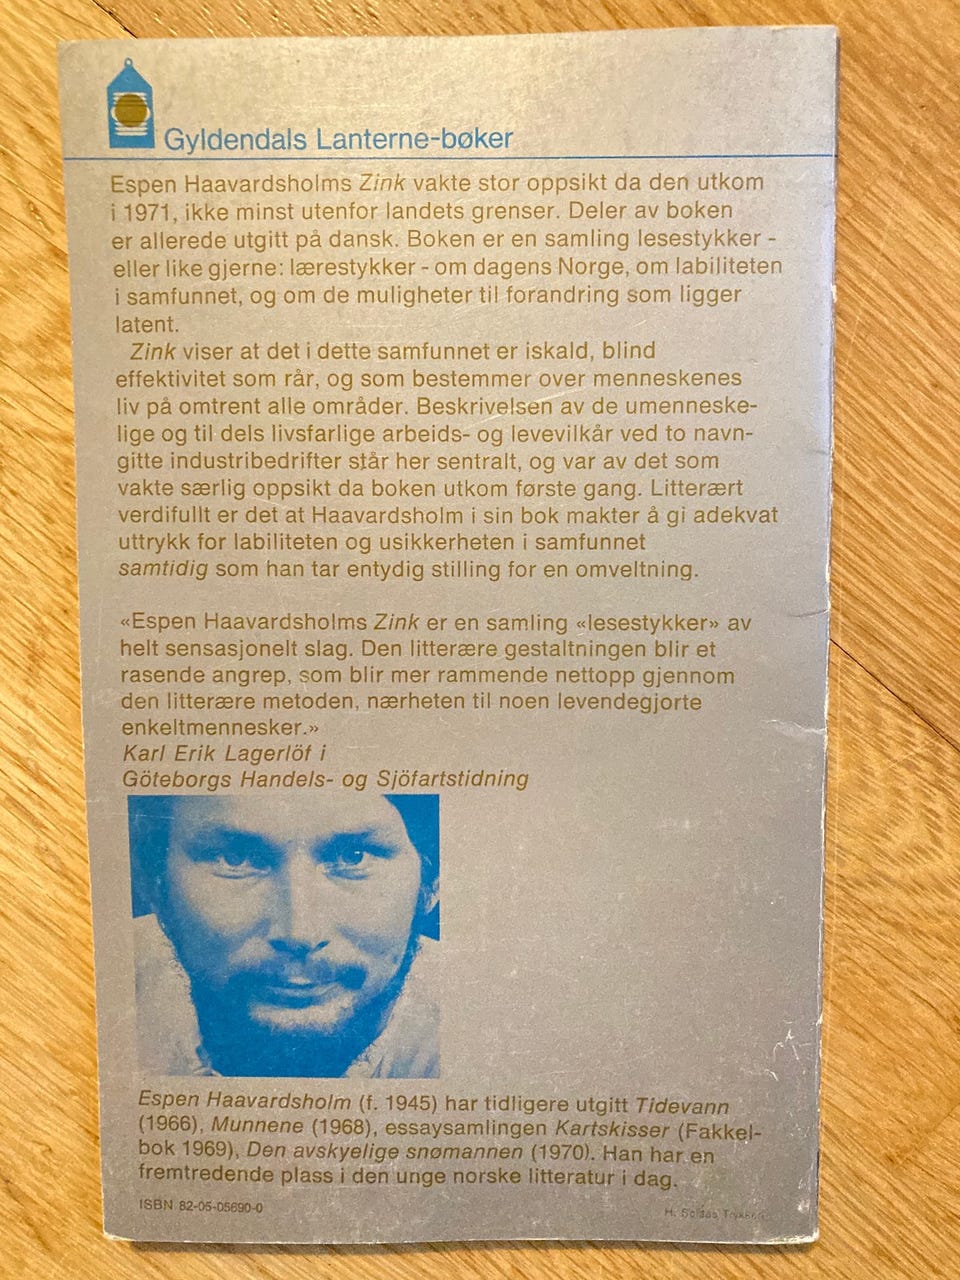 Gyldendals Lanterne-bøker
Espen Haavardsholms Zink vakte stor oppsikt da den utkom
i 1971, ikke minst utenfor landets grenser. Deler av boken
er allerede utgitt på dansk. Boken er en samling lesestykker -
eller like gjerne: lærestykker - om dagens Norge, om labiliteten
i samfunnet, og om de muligheter til forandring som ligger
latent.
Zink viser at det i dette samfunnet er iskald, blind
effektivitet som rår, og som bestemmer over menneskenes
liv på omtrent alle områder. Beskrivelsen av de umenneske-
lige og til dels livsfarlige arbeids- og levevilkår ved to navn-
gitte industribedrifter står her sentralt, og var av det som
vakte særlig oppsikt da boken utkom første gang. Litterært
verdifullt er det at Haavardsholm i sin bok makter å gi adekvat
uttrykk for labiliteten og usikkerheten i samfunnet
samtidig som han tar entydig stilling for en omveltning.
«Espen Haavardsholms Zink er en samling «lesestykker» av
helt sensasjonelt slag. Den litterære gestaltningen blir et
rasende angrep, som blir mer rammende nettopp gjennom
den litterære metoden, nærheten til noen levendegjorte
enkeltmennesker.»
Karl Erik Lagerlöf i
Göteborgs Handels- og Sjöfartstidning
Espen Haavardsholm (f. 1945) har tidligere utgitt Tidevann
(1966), Munnene (1968), essaysamlingen Kartskisser (Fakkel-
bok 1969), Den avskyelige snømannen (1970). Han har en
fremtredende plass i den unge norske litteratur i dag.
ISBN 82-05-05690-0
H.